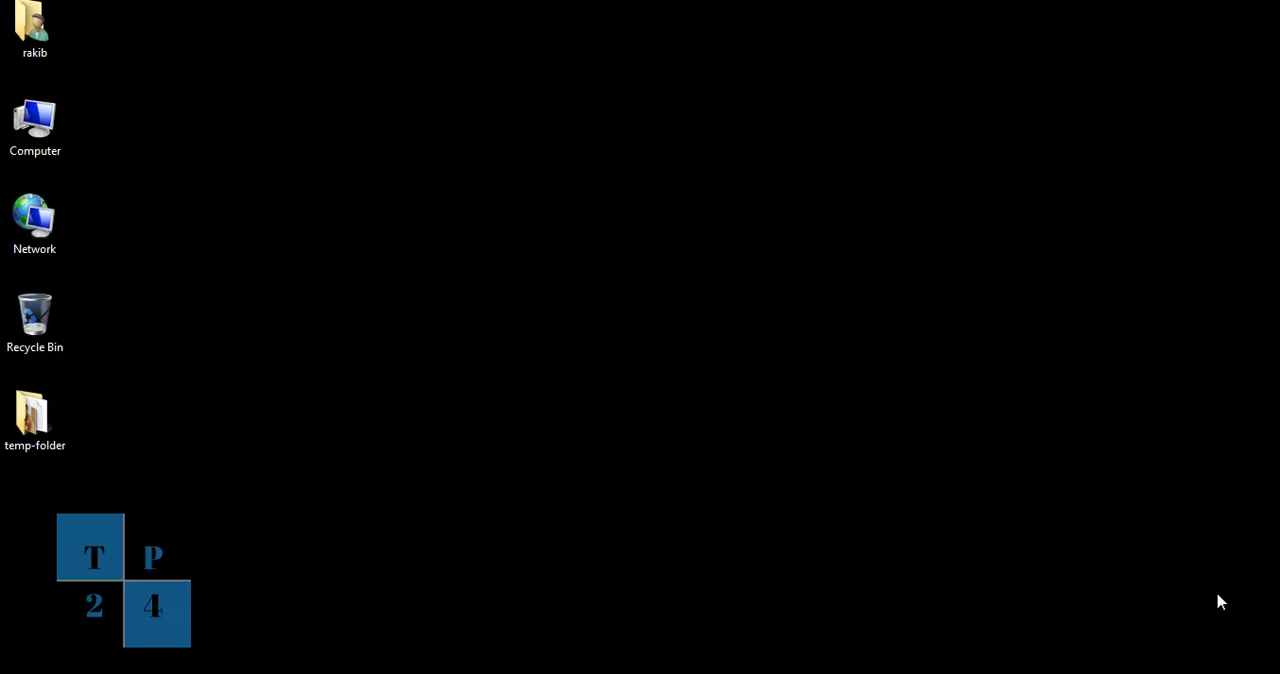 rakib
Computer
Network
Recycle Bin
temp-folder
T P
2 4